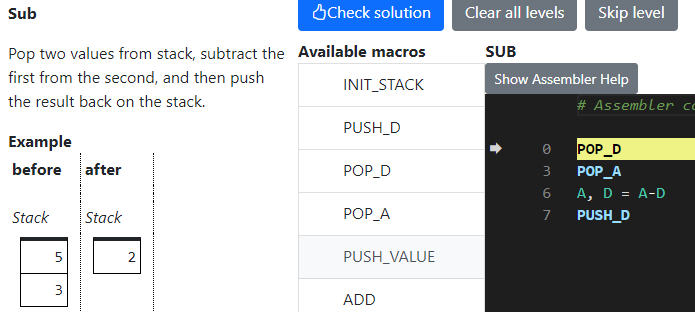 Sub
Pop two values from stack, subtract the
first from the second, and then push
the result back on the stack.
Example
before after
Stack Stack
5 2
3
Check solution Clear all levels Skip level
Available macros
INIT_STACK
PUSH_D
POP_D
POP_A
PUSH_VALUE
ADD
SUB
Show Assembler Help
# Assembler co
0 POP_D
3 POP_A
6 A, D = A-D
7 PUSH_D